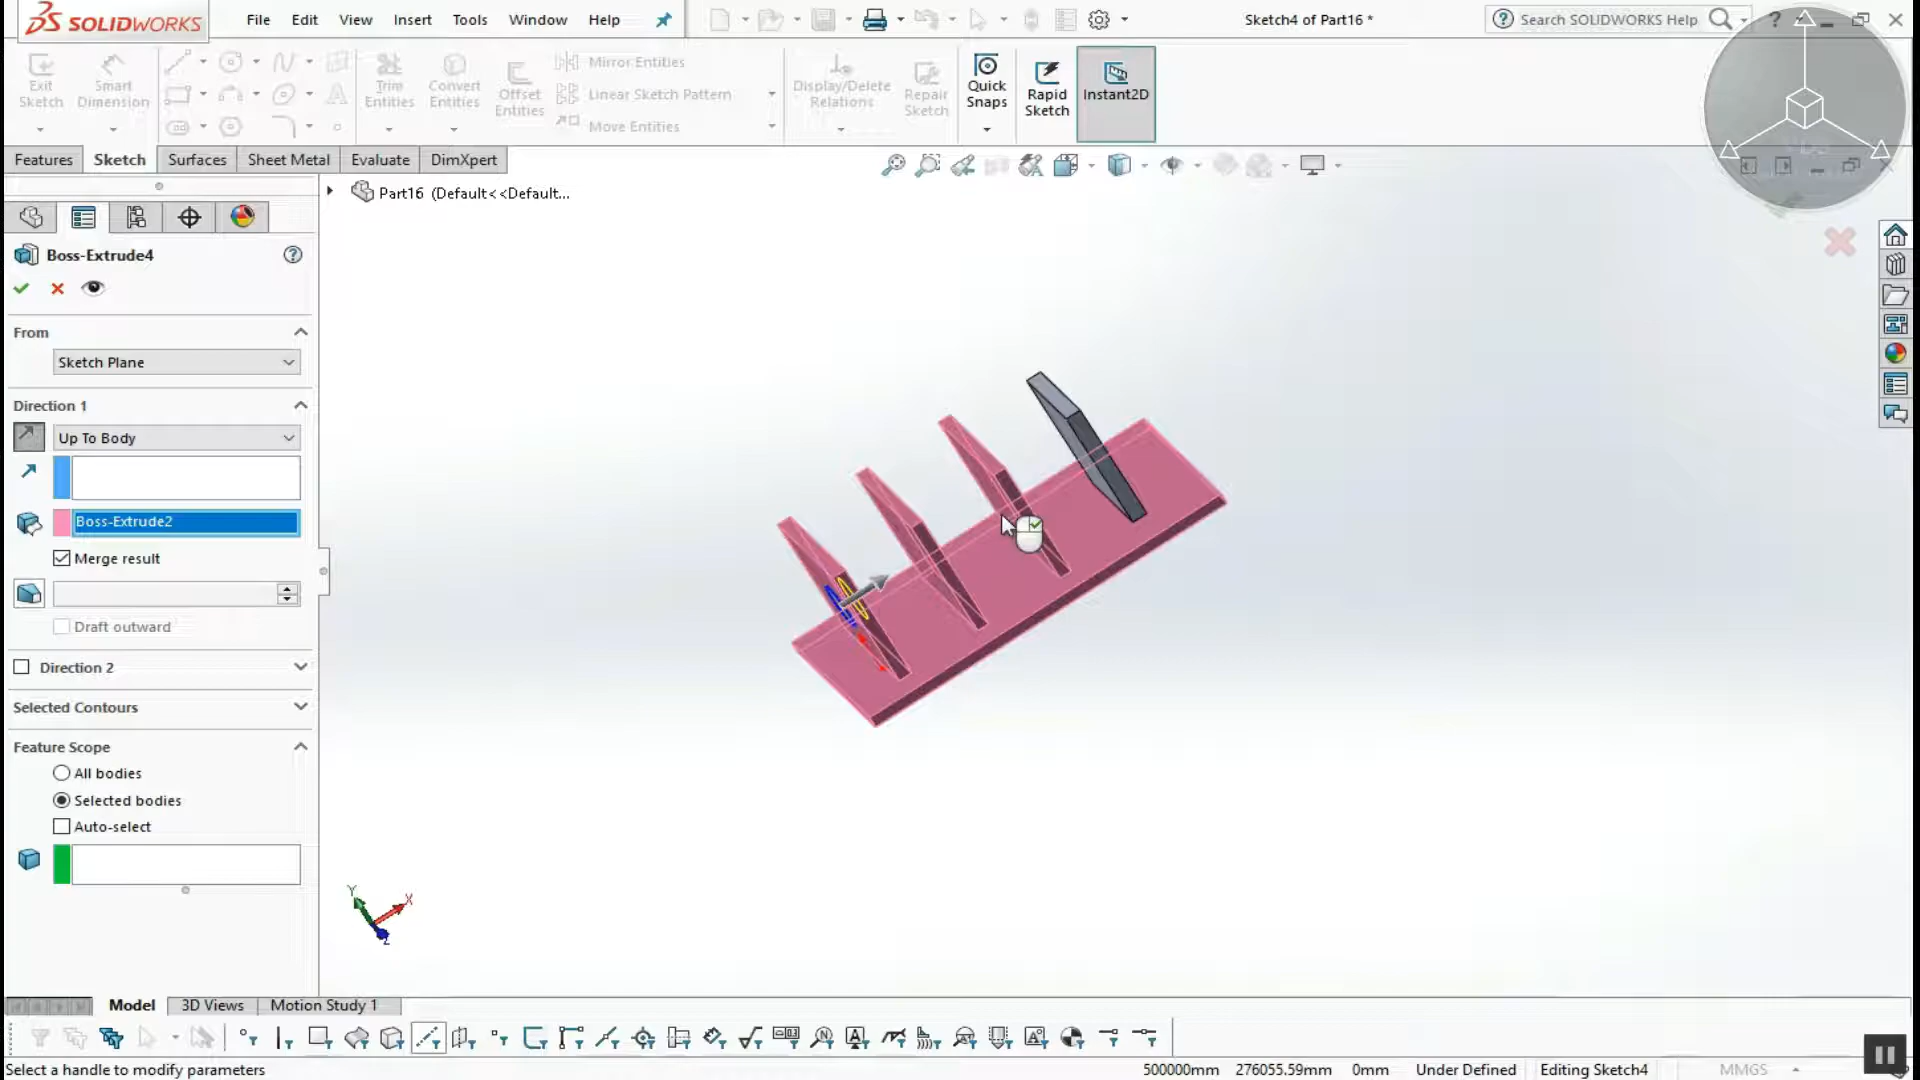 SOLIDWORKS
File Edit View Insert Tools Window Help
Sketch4 of Part16 *
Search SOLIDWORKS Help
Exit Sketch
Smart Dimension
Trim Entities
Convert Entities
Offset Entities
Mirror Entities
Linear Sketch Pattern
Move Entities
Display/Delete Relations
Repair Sketch
Quick Snaps
Rapid Sketch
Instant2D
Features Sketch Surfaces Sheet Metal Evaluate DimXpert
Part16 (Default<<Default...
Boss-Extrude4
From
Sketch Plane
Direction 1
Up To Body
Boss-Extrude2
Merge result
Draft outward
Direction 2
Selected Contours
Feature Scope
All bodies
Selected bodies
Auto-select
Y
X
Z
Model 3D Views Motion Study 1
Select a handle to modify parameters
500000mm 276055.59mm 0mm Under Defined Editing Sketch4 MMGS